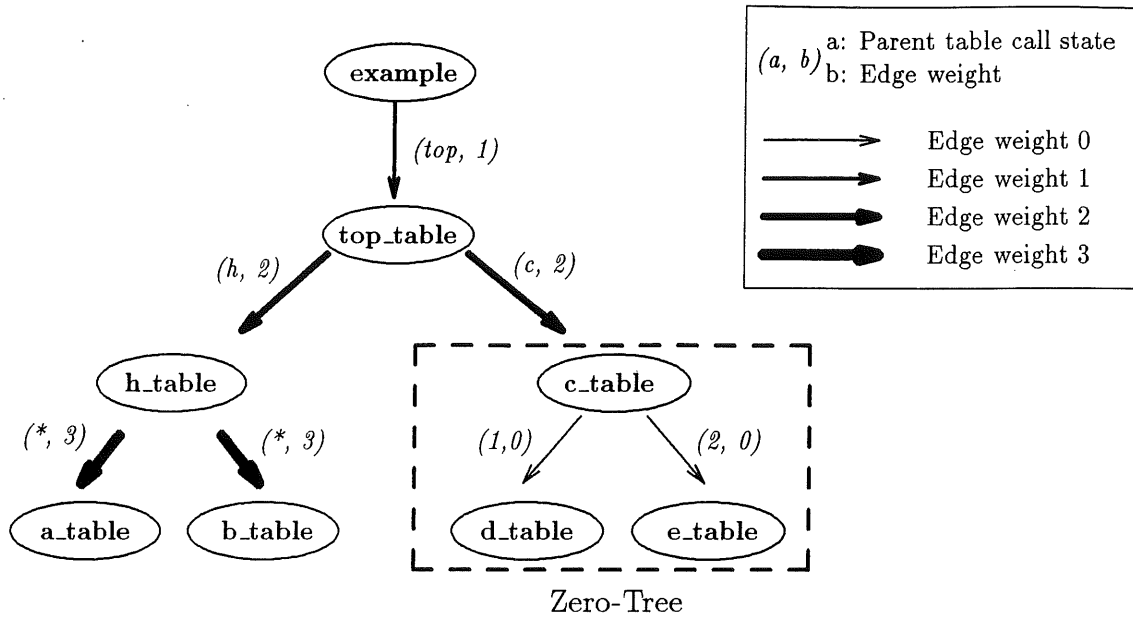 example
(a, b) a: Parent table call state
b: Edge weight
(top, 1)
Edge weight 0
Edge weight 1
Edge weight 2
Edge weight 3
top_table
(h, 2)
(c, 2)
h_table
c_table
(*, 3)
(*, 3)
(1,0)
(2, 0)
a_table
b_table
d_table
e_table
Zero-Tree